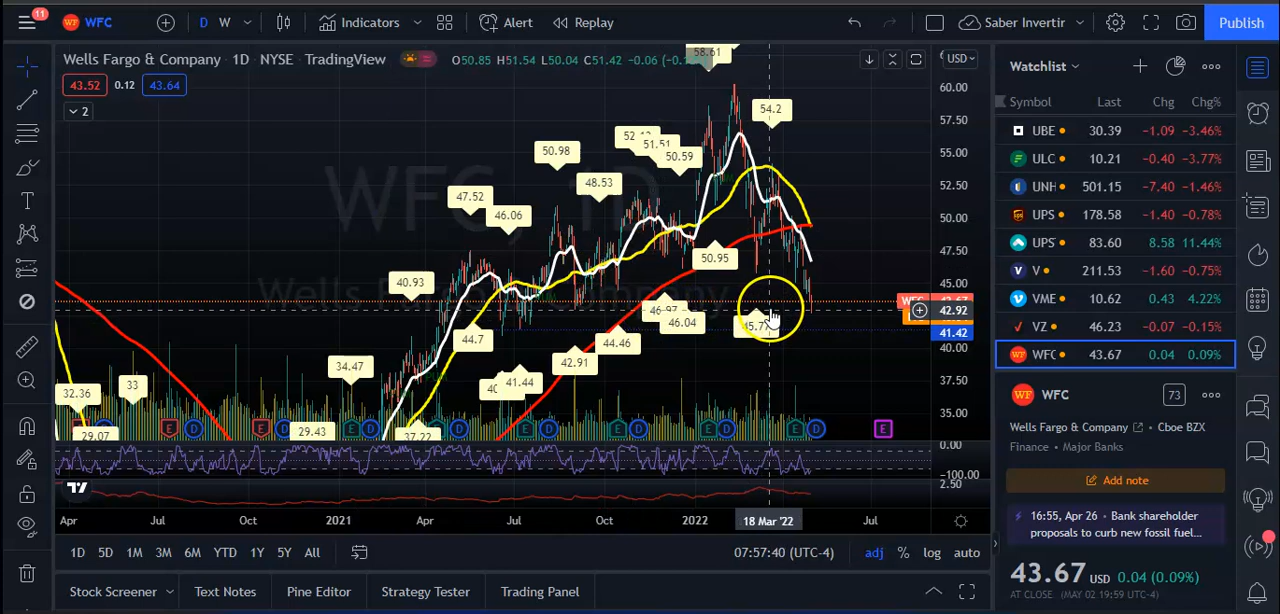 11
WFC
D W
Indicators
Alert
Replay
Saber Invertir
Publish
Wells Fargo & Company · 1D · NYSE · TradingView
O50.85 H51.54 L50.04 C51.42 -0.06
USD
43.52 0.12 43.64
2
WFC, 1D
Wells Fargo & Company
58.61
54.2
51.51
50.98
50.59
48.53
47.52
46.06
50.95
40.93
46.04
44.7
44.46
42.91
41.44
34.47
32.36
33
29.07
29.43
37.22
60.00
57.50
55.00
52.50
50.00
47.50
45.00
42.92
41.42
40.00
37.50
35.00
0.00
-100.00
2.50
Apr Jul Oct 2021 Apr Jul Oct 2022 18 Mar '22 Jul
1D 5D 1M 3M 6M YTD 1Y 5Y All
07:57:40 (UTC-4)
adj % log auto
Stock Screener Text Notes Pine Editor Strategy Tester Trading Panel
Watchlist
Symbol Last Chg Chg%
UBE 30.39 -1.09 -3.46%
ULC 10.21 -0.40 -3.77%
UNH 501.15 -7.40 -1.46%
UPS 178.58 -1.40 -0.78%
UPS 83.60 8.58 11.44%
V 211.53 -1.60 -0.75%
VME 10.62 0.43 4.22%
VZ 46.23 -0.07 -0.15%
WFC 43.67 0.04 0.09%
WFC 73
Wells Fargo & Company · Cboe BZX
Finance · Major Banks
Add note
16:55, Apr 26 · Bank shareholder
proposals to curb new fossil fuel...
43.67 USD 0.04 (0.09%)
AT CLOSE (MAY 02 19:59 UTC-4)